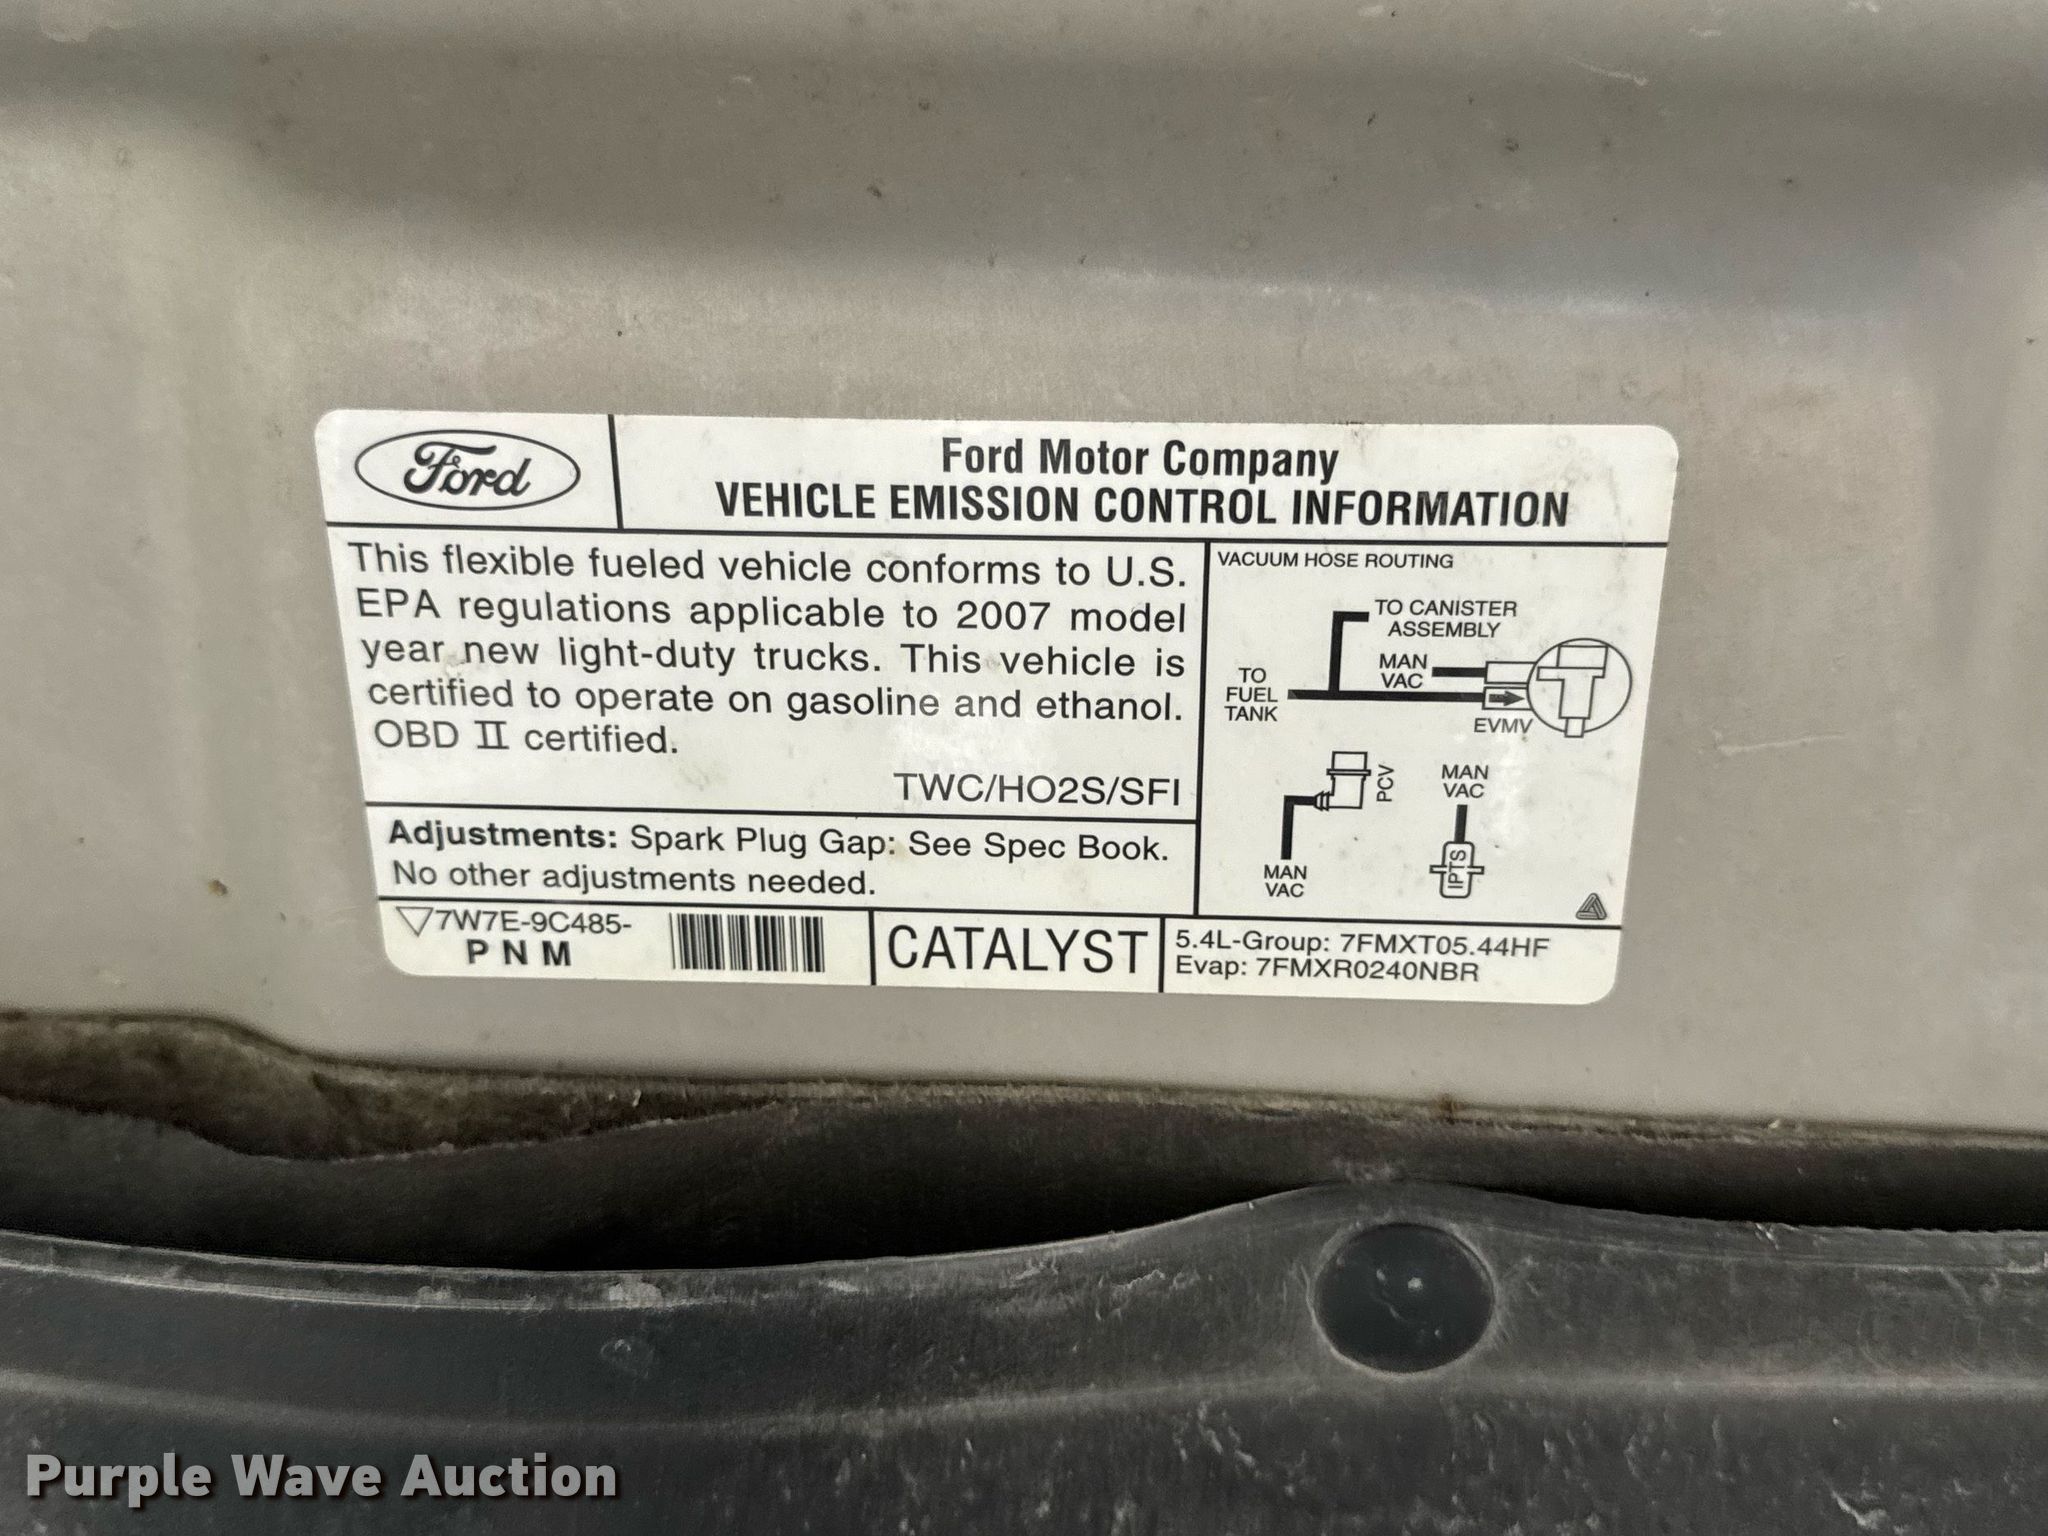 Ford
Ford Motor Company
VEHICLE EMISSION CONTROL INFORMATION
This flexible fueled vehicle conforms to U.S.
EPA regulations applicable to 2007 model
year new light-duty trucks. This vehicle is
certified to operate on gasoline and ethanol.
OBD II certified.
TWC/HO2S/SFI
Adjustments: Spark Plug Gap: See Spec Book.
No other adjustments needed.
VACUUM HOSE ROUTING
TO CANISTER
ASSEMBLY
MAN
VAC
TO
FUEL
TANK
EVMV
PCV
MAN
VAC
MAN
VAC
IPTS
7W7E-9C485-
P N M
CATALYST
5.4L-Group: 7FMXT05.44HF
Evap: 7FMXR0240NBR
Purple Wave Auction